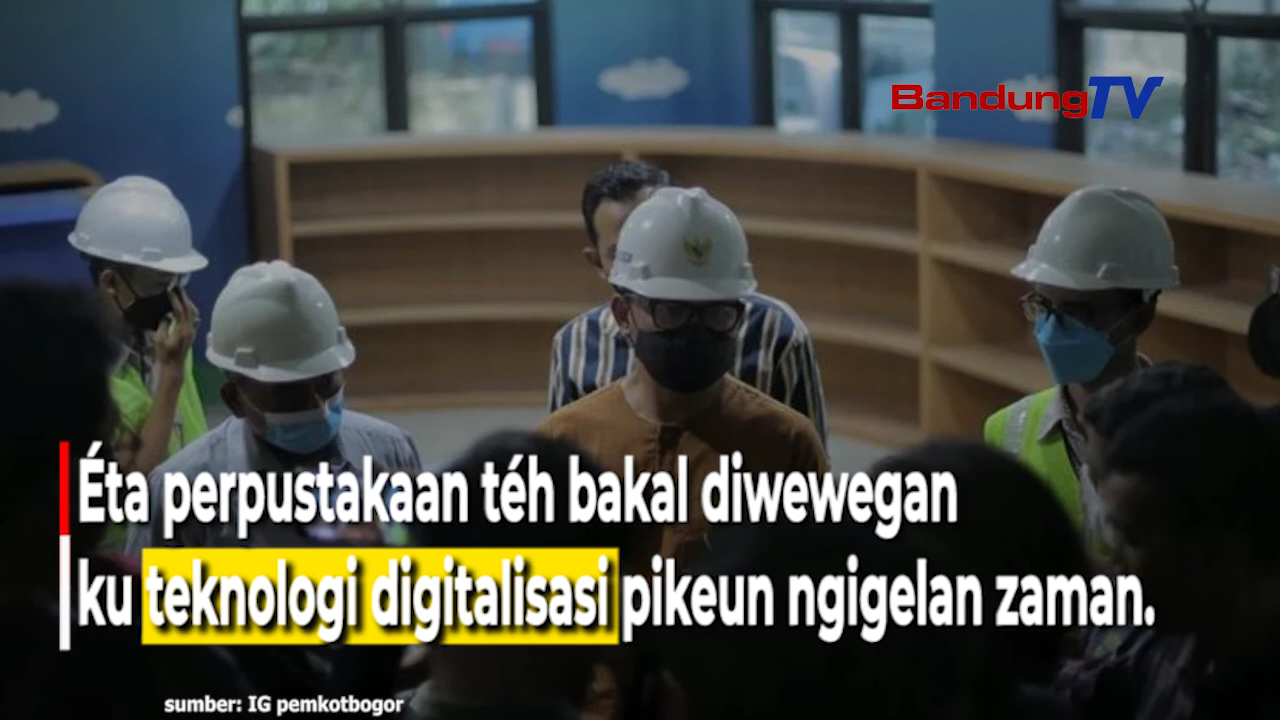 BandungTV
Éta perpustakaan téh bakal diwewegan
ku teknologi digitalisasi pikeun ngigelan zaman.
sumber: IG pemkotbogor